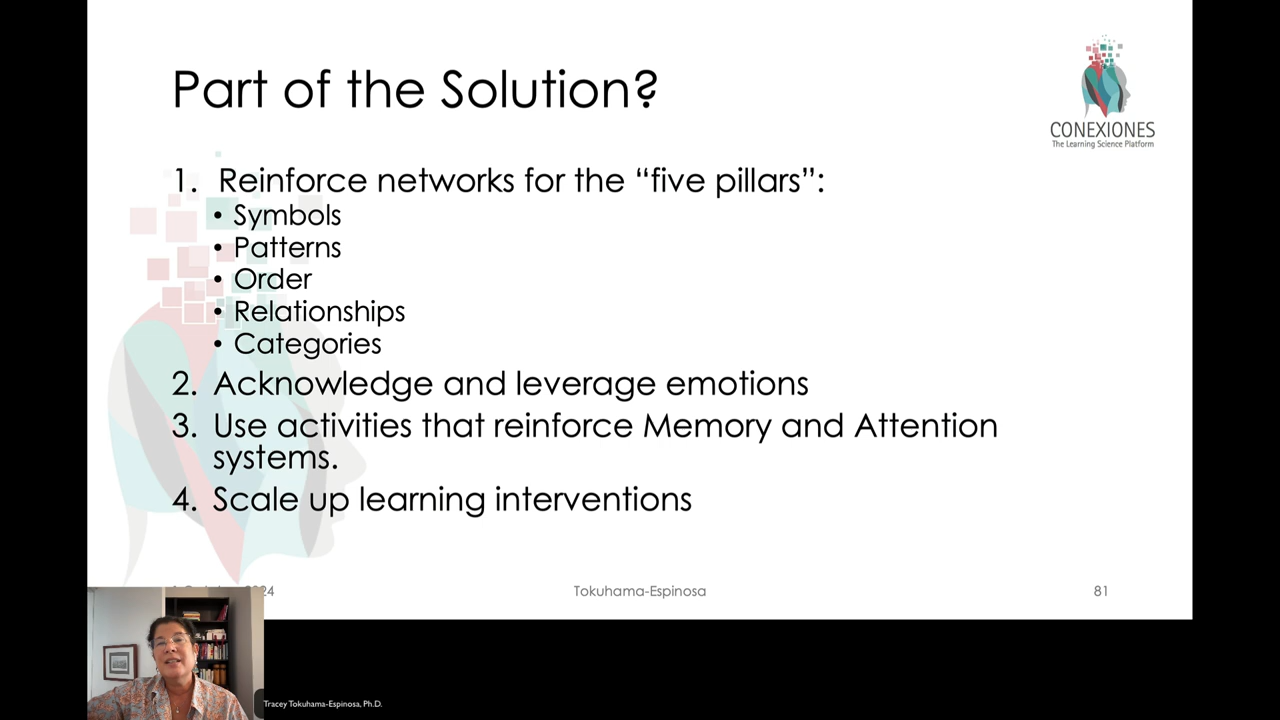 Part of the Solution?
CONEXIONES
The Learning Science Platform
1. Reinforce networks for the “five pillars”:
• Symbols
• Patterns
• Order
• Relationships
• Categories
2. Acknowledge and leverage emotions
3. Use activities that reinforce Memory and Attention
systems.
4. Scale up learning interventions
24
Tokuhama-Espinosa
81
Tracey Tokuhama-Espinosa, Ph.D.